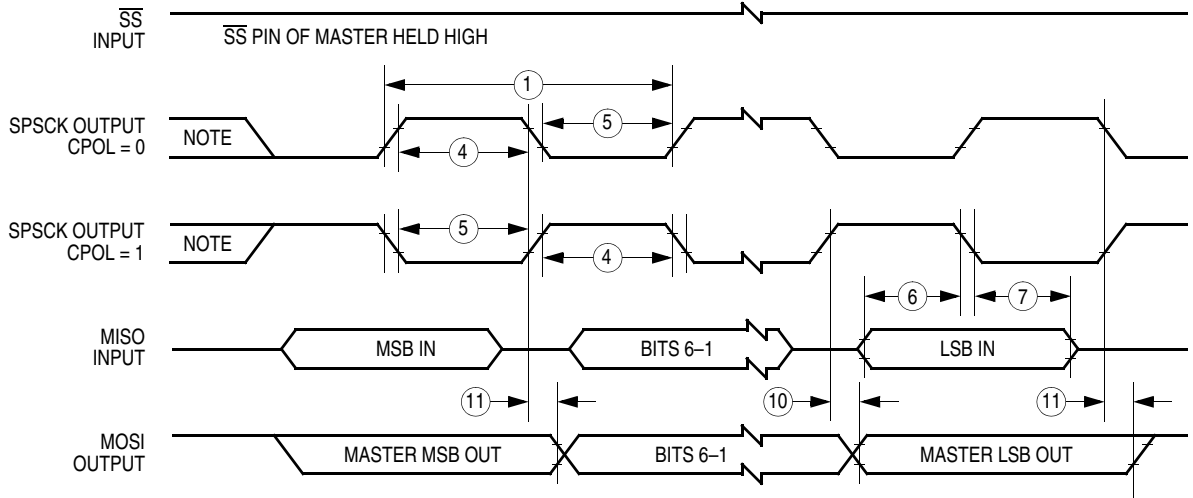 SS
INPUT
SS PIN OF MASTER HELD HIGH
1
SPSCK OUTPUT
CPOL = 0
NOTE
4
5
SPSCK OUTPUT
CPOL = 1
NOTE
5
4
6
7
MISO
INPUT
MSB IN
BITS 6–1
LSB IN
11
10
11
MOSI
OUTPUT
MASTER MSB OUT
BITS 6–1
MASTER LSB OUT